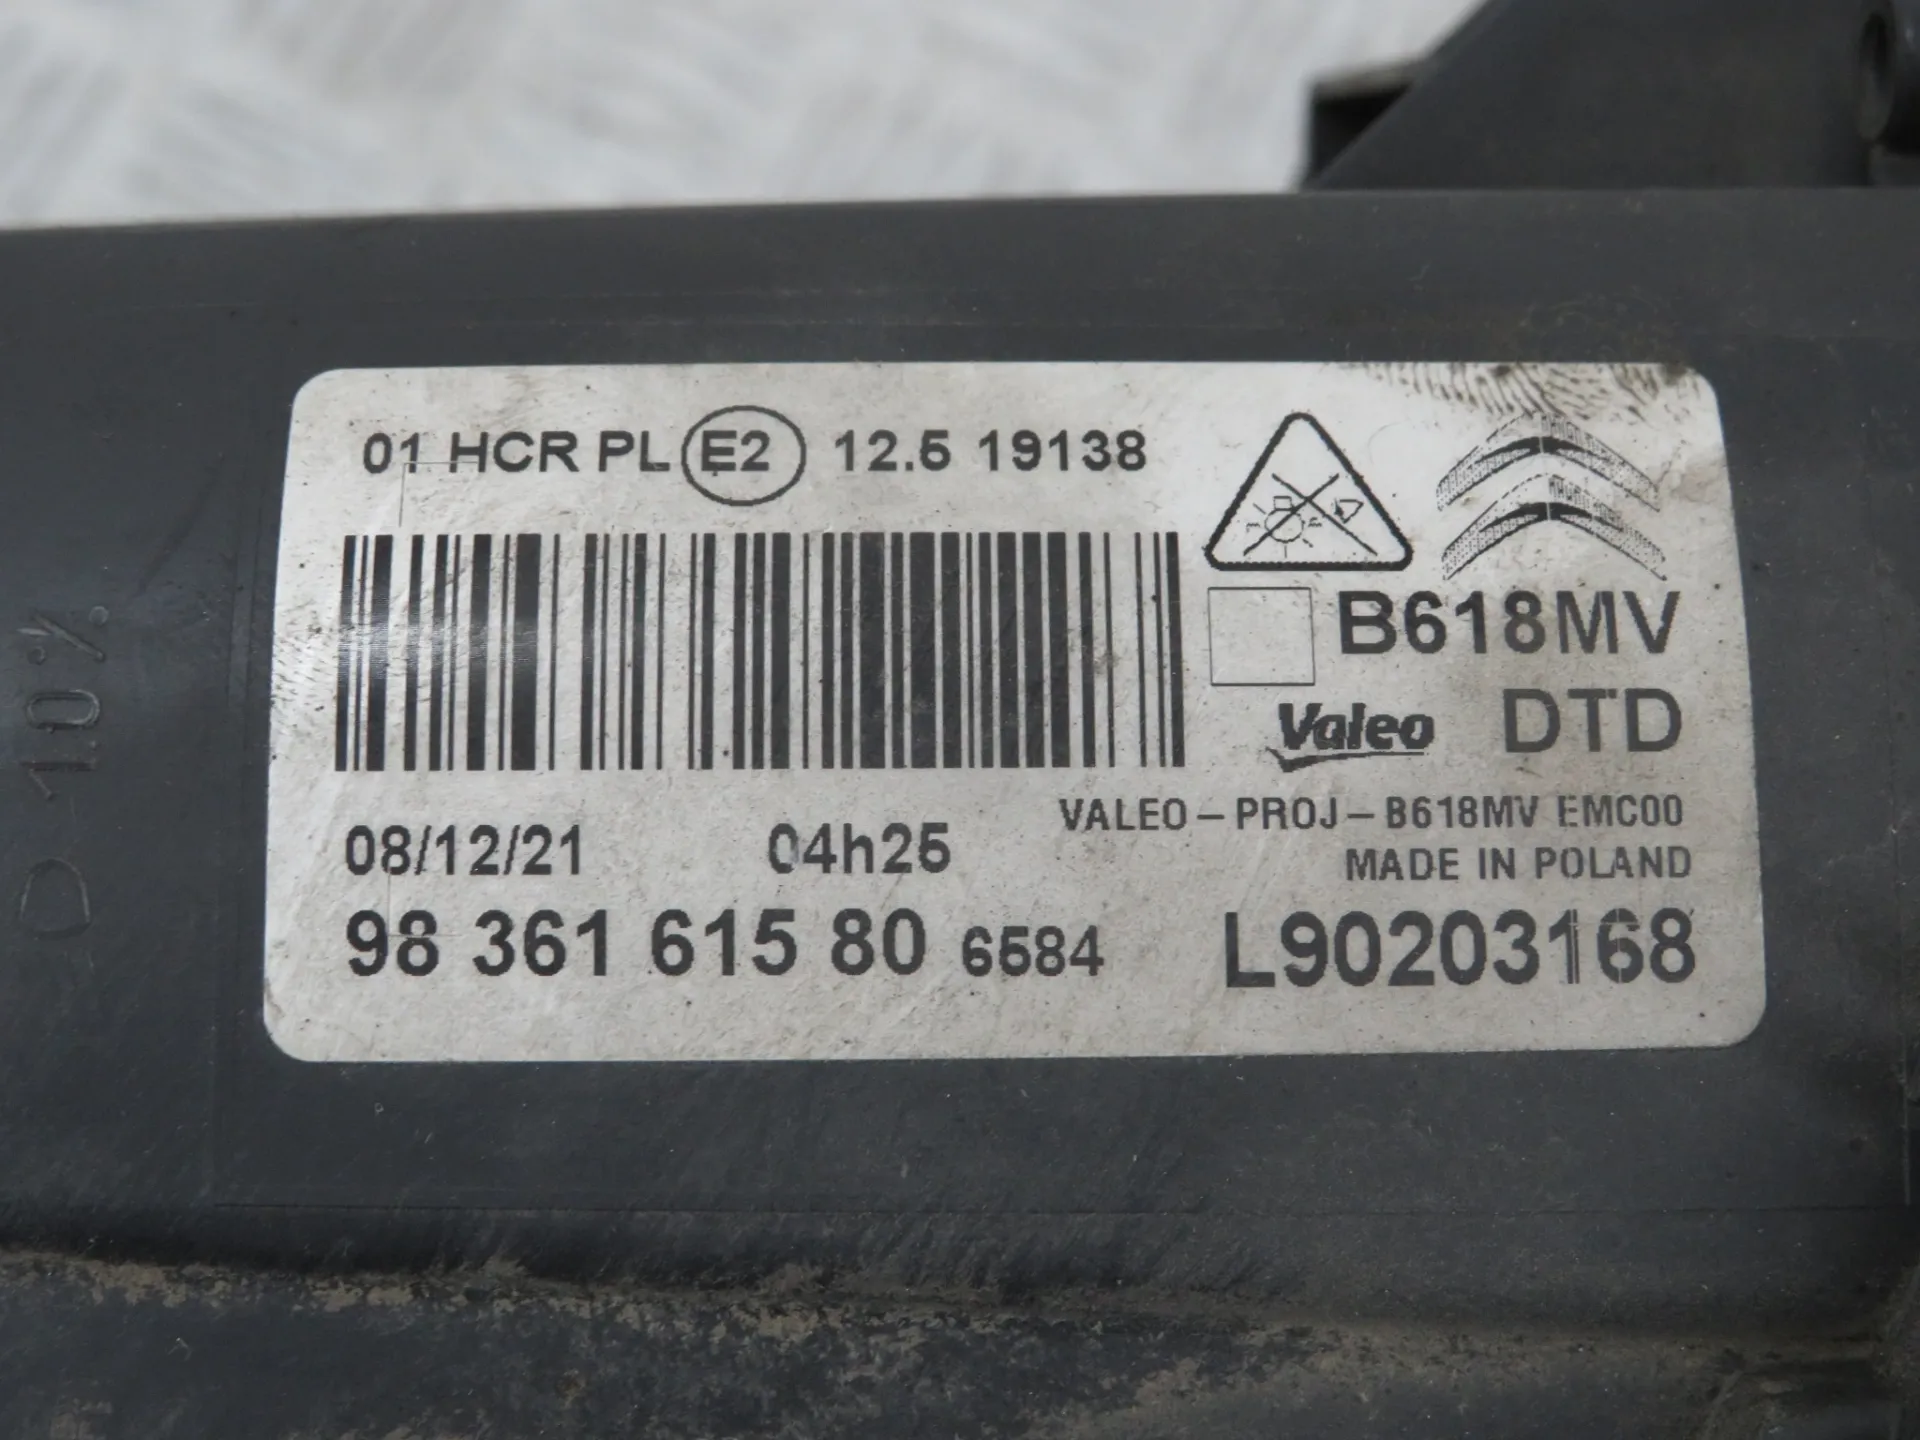 01 HCR PL E2 12.5 19138
B618MV
Valeo DTD
VALEO-PROJ-B618MV EMC00
08/12/21 04h25
MADE IN POLAND
98 361 615 80 6584 L90203168
D 10%